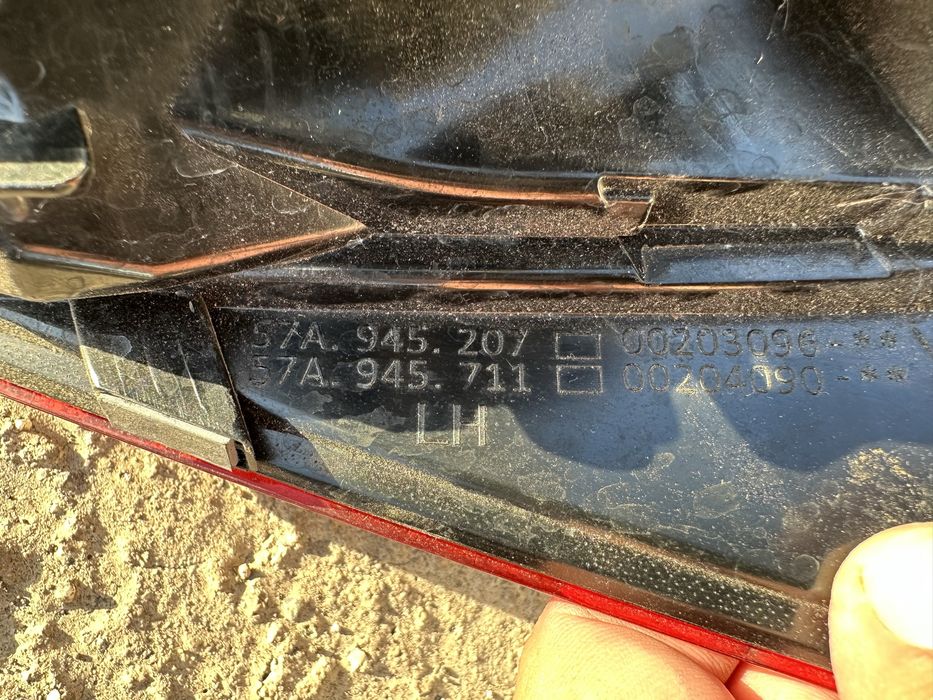 57A. 945. 207 □ 00203096-**
57A. 945. 711 □ 00204090-**
LH